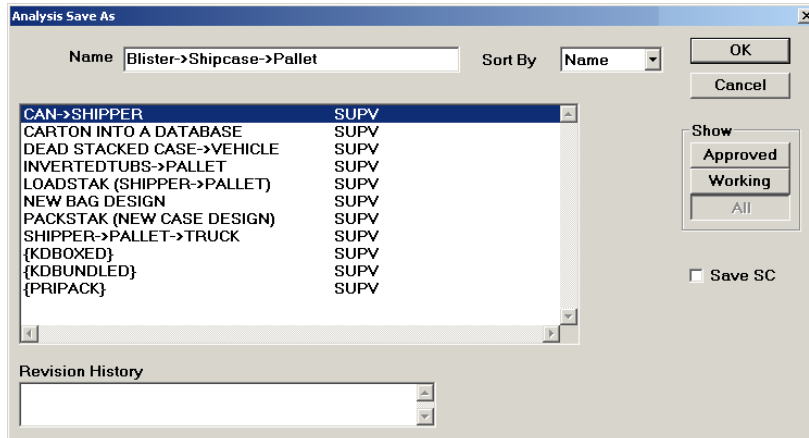 Analysis Save As
Name Blister->Shipcase->Pallet Sort By Name OK
Cancel
CAN->SHIPPER SUPV
CARTON INTO A DATABASE SUPV
DEAD STACKED CASE->VEHICLE SUPV
INVERTEDTUBS->PALLET SUPV
LOADSTAK (SHIPPER->PALLET) SUPV
NEW BAG DESIGN SUPV
PACKSTAK (NEW CASE DESIGN) SUPV
SHIPPER->PALLET->TRUCK SUPV
{KDBOXED} SUPV
{KDBUNDLED} SUPV
{PRIPACK} SUPV
Show
Approved
Working
All
Save SC
Revision History